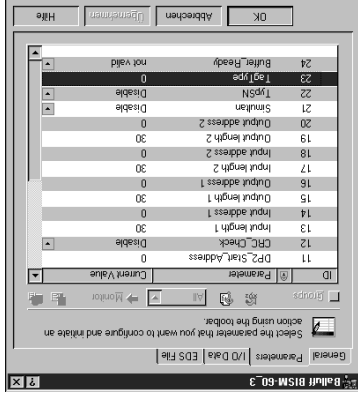 Balluff BISM-60_3
General Parameters I/O Data EDS File
Select the parameter that you want to configure and initiate an
action using the toolbar.
Groups All Monitor
ID Parameter Current Value
11 DP2_Start_Address 0
12 CRC_Check Disable
13 Input length 1 30
14 Input address 1 0
15 Output length 1 30
16 Output address 1 0
17 Input length 2 30
18 Input address 2 0
19 Output length 2 30
20 Output address 2 0
21 Simultan Disable
22 TypSN Disable
23 TagType 0
24 Buffer_Ready not valid
OK Abbrechen Übernehmen Hilfe